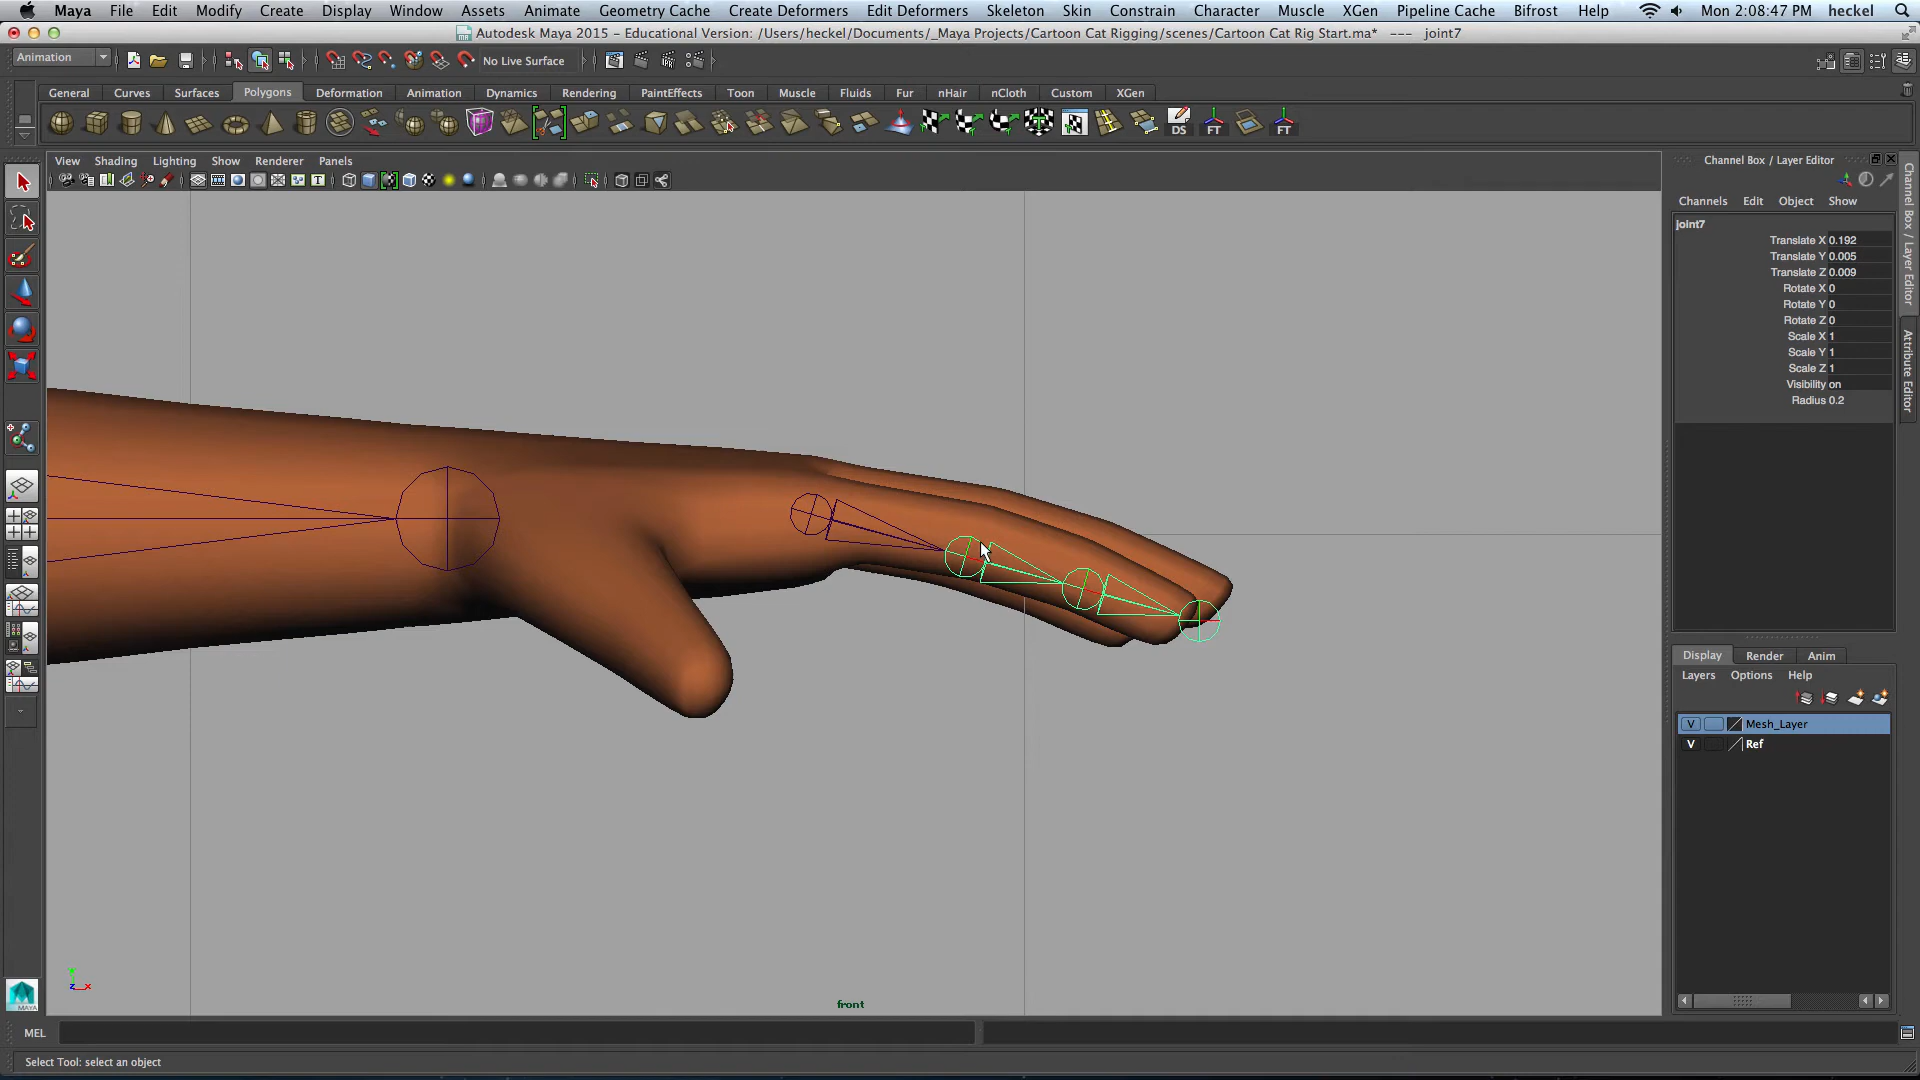 Maya File Edit Modify Create Display Window Assets Animate Geometry Cache Create Deformers Edit Deformers Skeleton Skin Constrain Character Muscle XGen Pipeline Cache Bifrost Help Mon 2:08:47 PM heckel
Autodesk Maya 2015 – Educational Version: /Users/heckel/Documents/_Maya Projects/Cartoon Cat Rigging/scenes/Cartoon Cat Rig Start.ma* --- joint7
Animation No Live Surface
General Curves Surfaces Polygons Deformation Animation Dynamics Rendering PaintEffects Toon Muscle Fluids Fur nHair nCloth Custom XGen
DS FT FT
View Shading Lighting Show Renderer Panels
Channel Box / Layer Editor
Channels Edit Object Show
joint7
Translate X 0.192
Translate Y 0.005
Translate Z 0.009
Rotate X 0
Rotate Y 0
Rotate Z 0
Scale X 1
Scale Y 1
Scale Z 1
Visibility on
Radius 0.2
Channel Box / Layer Editor
Attribute Editor
Display Render Anim
Layers Options Help
V Mesh_Layer
V Ref
y
z x
front
MAYA
MEL
Select Tool: select an object